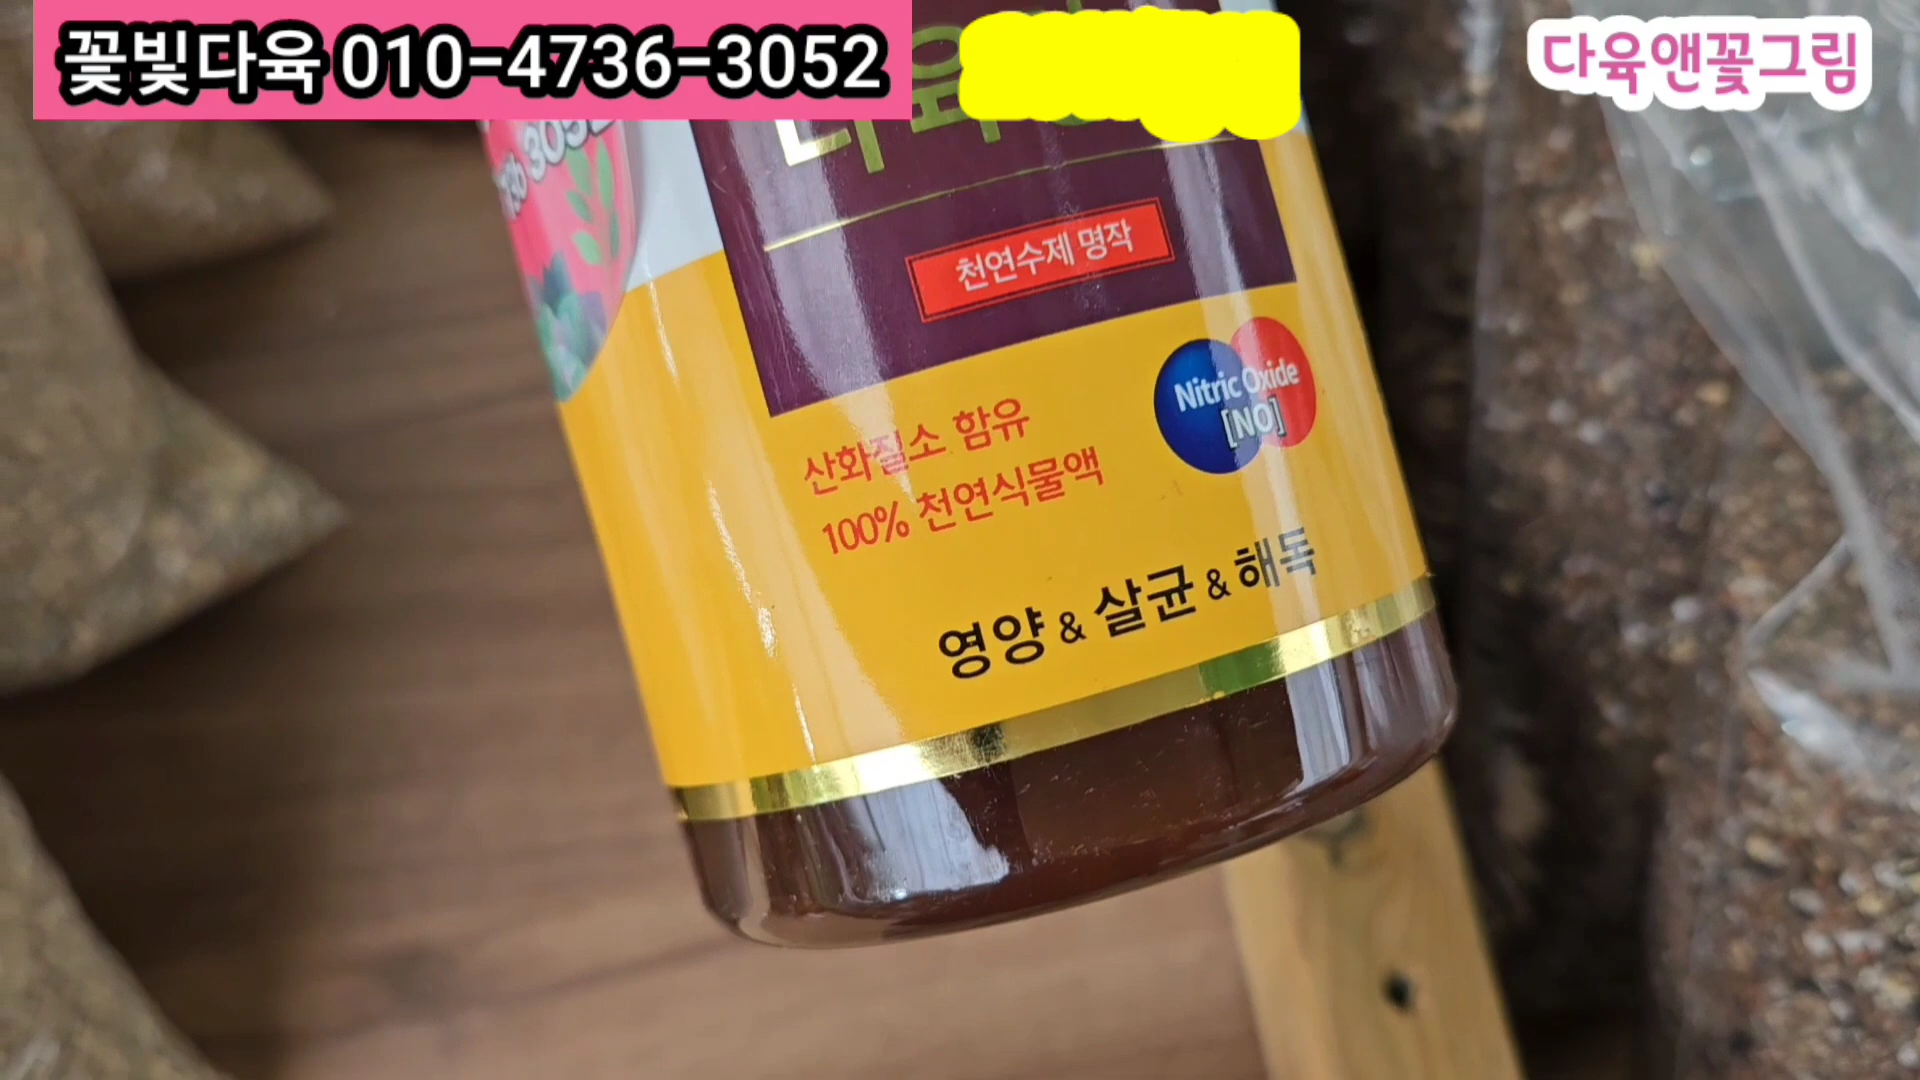 꽃빛다육 010-4736-3052
다육앤꽃그림
천연수제 명작
Nitric Oxide
[NO]
산화질소 함유
100% 천연식물액
영양 & 살균 & 해독